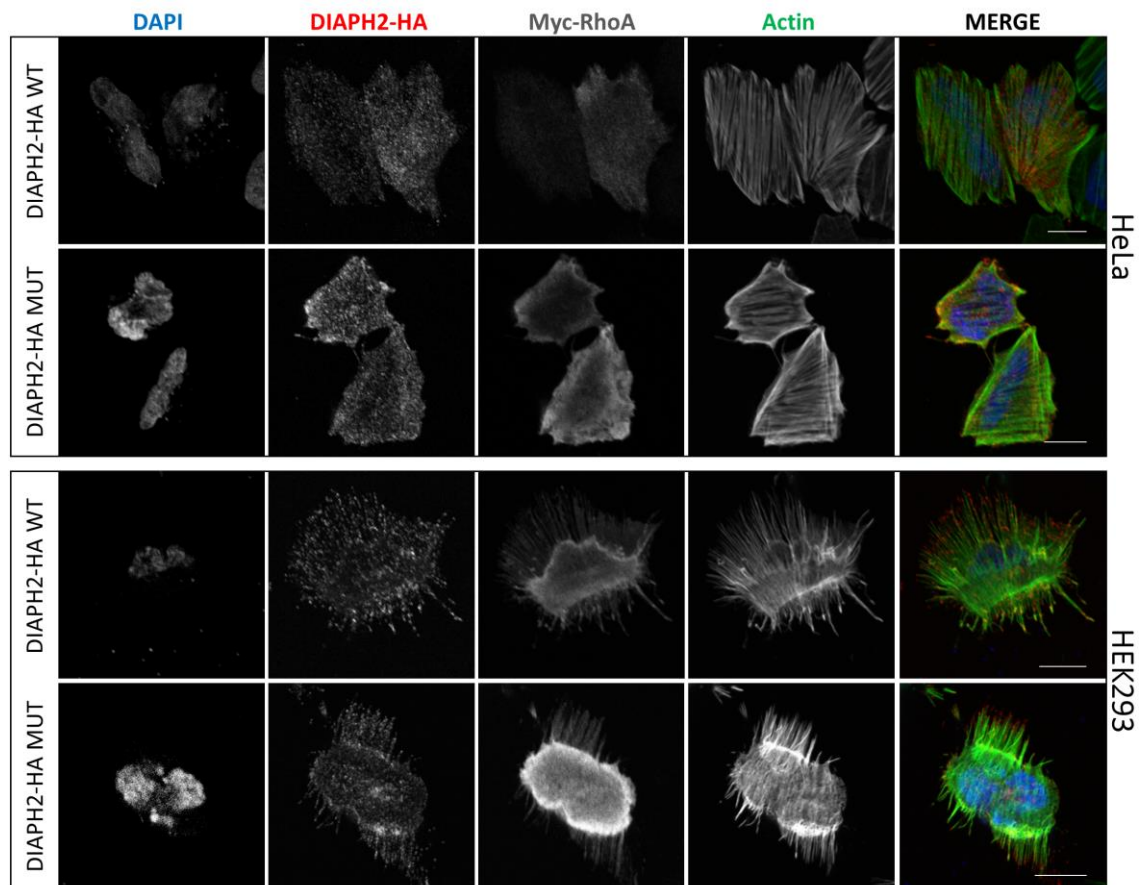 DAPI
DIAPH2-HA
Myc-RhoA
Actin
MERGE
DIAPH2-HA WT
DIAPH2-HA MUT
HeLa
DIAPH2-HA WT
DIAPH2-HA MUT
HEK293